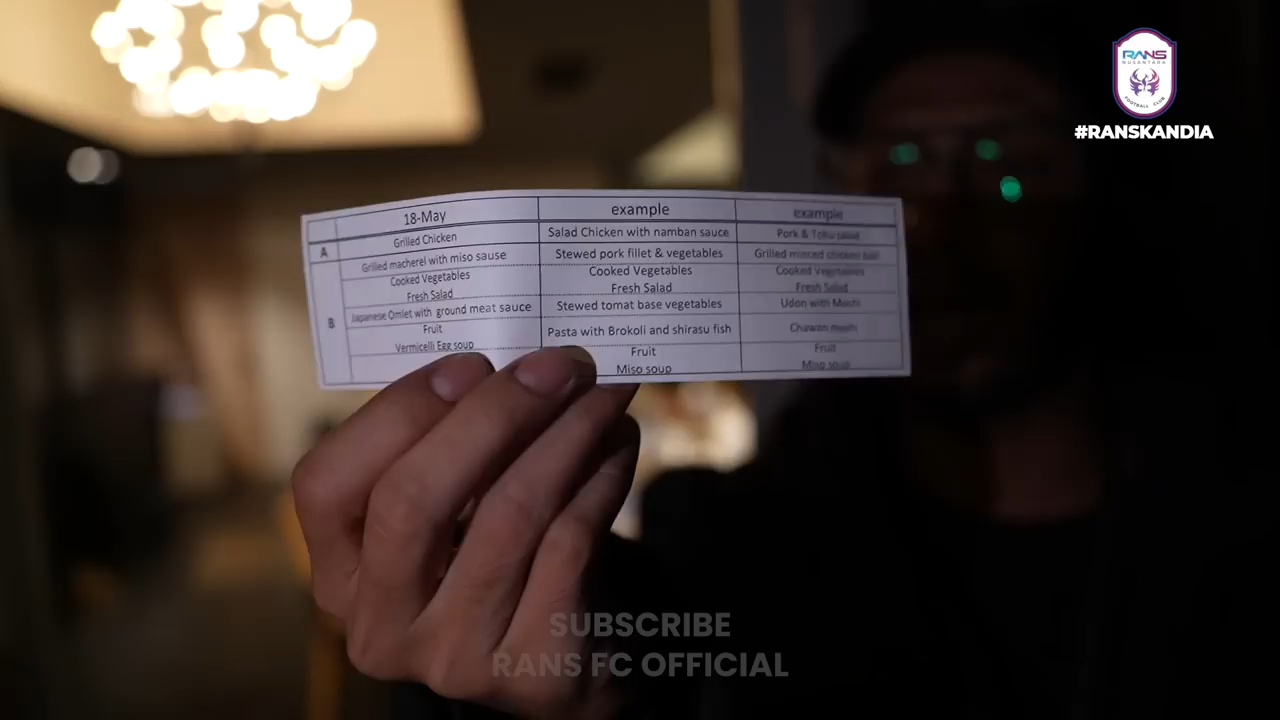 RANS
NUSANTARA
FOOTBALL CLUB
#RANSKANDIA
18-May
example
example
A
Grilled Chicken
Salad Chicken with namban sauce
Pork & Tofu salad
Grilled macherel with miso sause
Stewed pork fillet & vegetables
Grilled minced chicken ball
B
Cooked Vegetables
Cooked Vegetables
Cooked Vegetables
Fresh Salad
Fresh Salad
Fresh Salad
Japanese Omlet with ground meat sauce
Stewed tomat base vegetables
Udon with Mochi
Fruit
Pasta with Brokoli and shirasu fish
Chawan mushi
Vermicelli Egg soup
Fruit
Fruit
Miso soup
Miso soup
SUBSCRIBE
RANS FC OFFICIAL